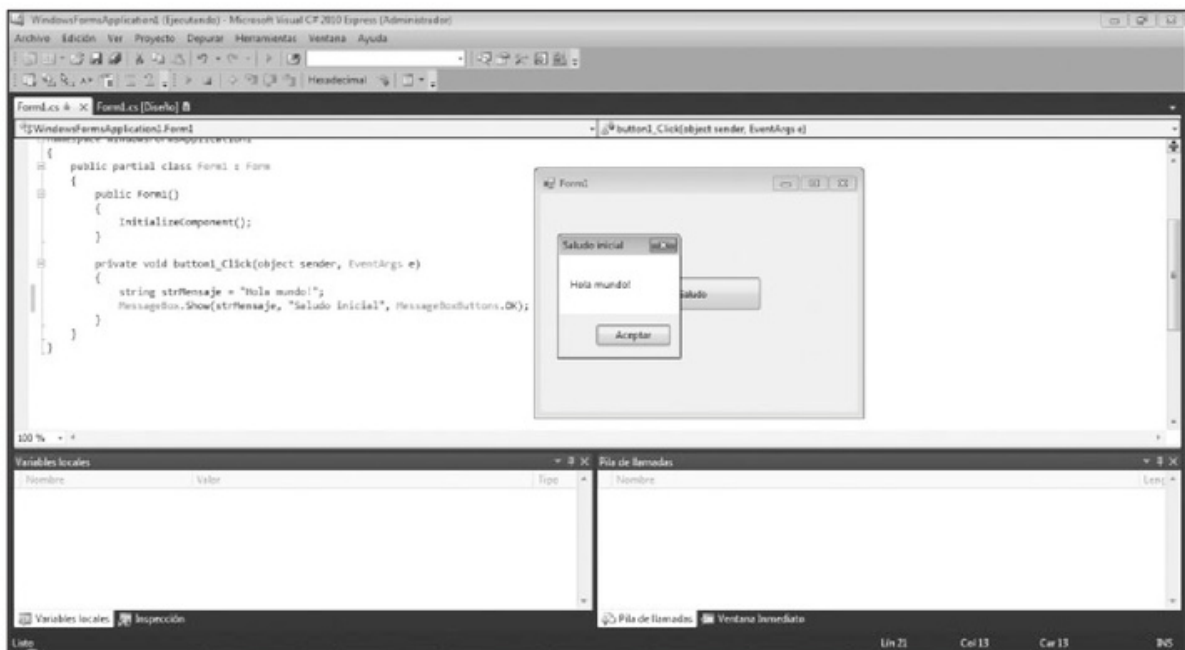 WindowsFormsApplication1 (Ejecutando) - Microsoft Visual C# 2010 Express (Administrador)
Archivo Edición Ver Proyecto Depurar Herramientas Ventana Ayuda
Hexadecimal
Form1.cs Form1.cs [Diseño]
WindowsFormsApplication1.Form1
button1_Click(object sender, EventArgs e)
namespace WindowsFormsApplication1
{
public partial class Form1 : Form
{
public Form1()
{
InitializeComponent();
}
private void button1_Click(object sender, EventArgs e)
{
string strMensaje = "Hola mundo!";
MessageBox.Show(strMensaje, "Saludo inicial", MessageBoxButtons.OK);
}
}
}
Form1
Saludo inicial
Hola mundo!
Saludo
Aceptar
100 %
Variables locales
Nombre Valor Tipo
Pila de llamadas
Nombre Leng
Variables locales Inspección
Pila de llamadas Ventana Inmediato
Listo
Lín 21 Col 13 Car 13 INS